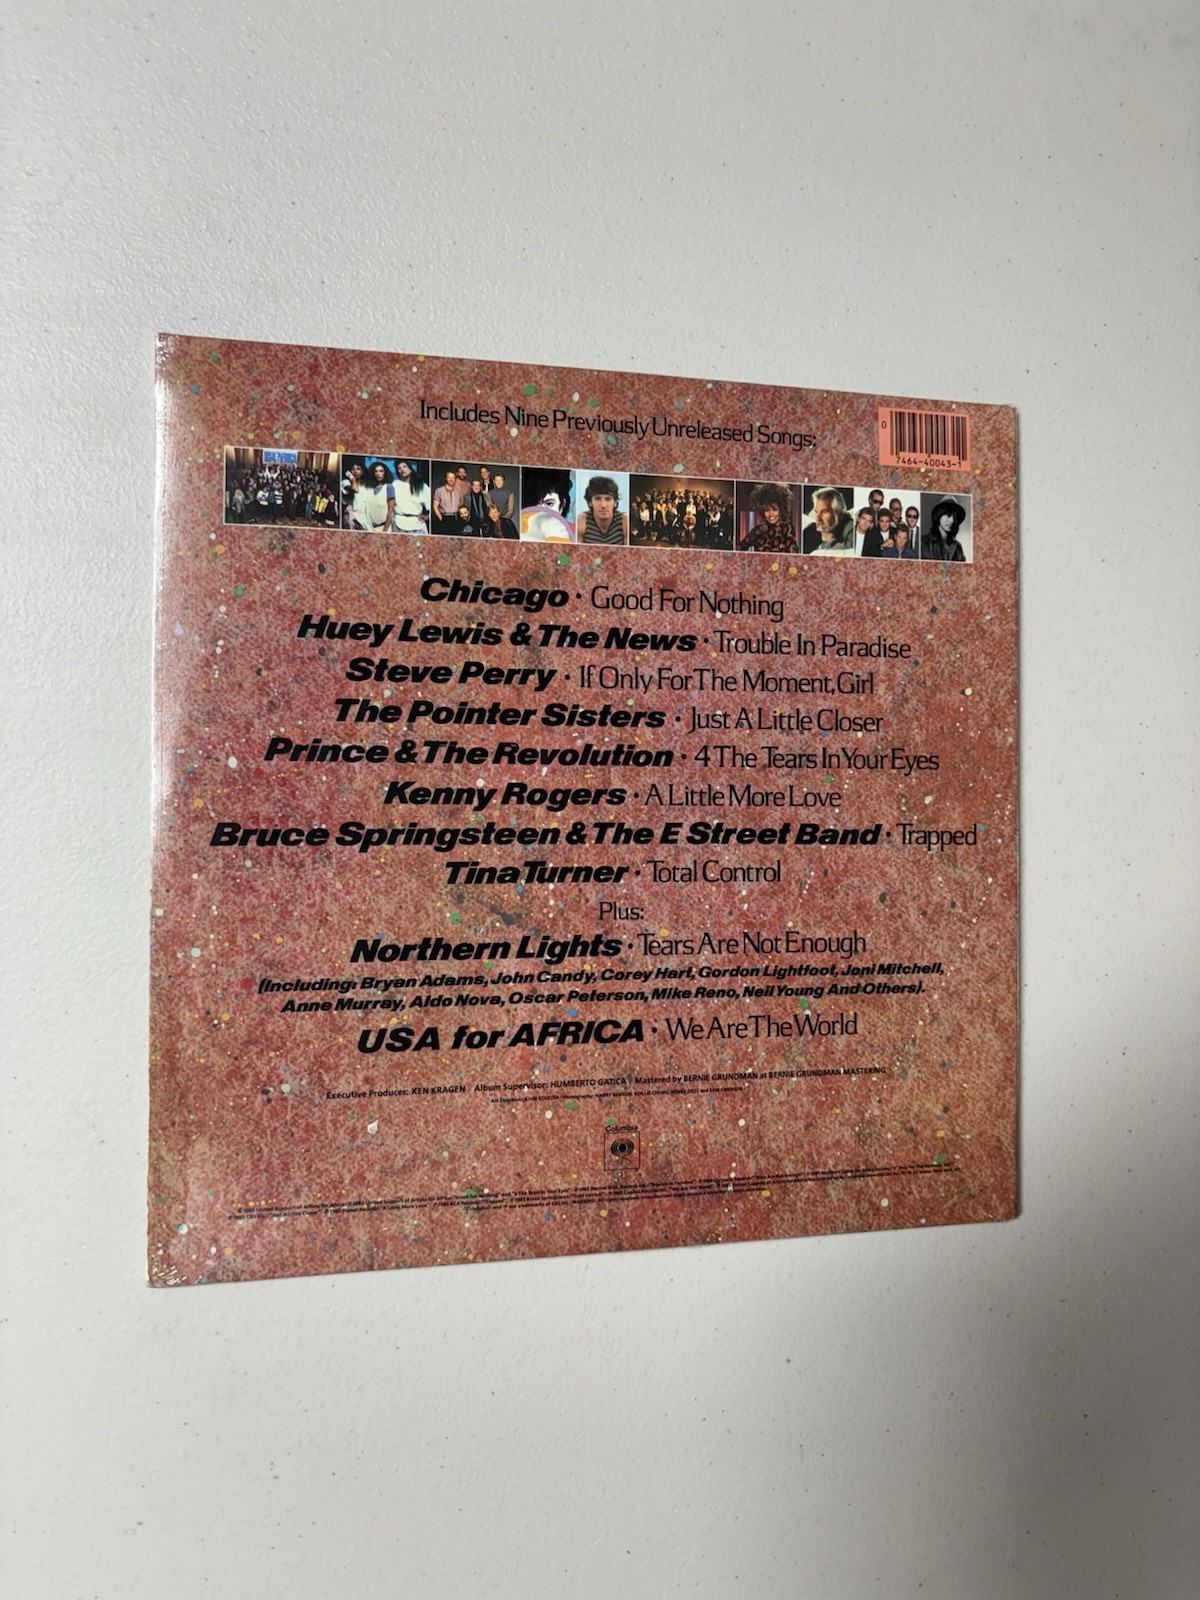 Includes Nine Previously Unreleased Songs:
0
7464-40043-1
USA for AFRICA
Chicago · Good For Nothing
Huey Lewis & The News · Trouble In Paradise
Steve Perry · If Only For The Moment, Girl
The Pointer Sisters · Just A Little Closer
Prince & The Revolution · 4 The Tears In Your Eyes
Kenny Rogers · A Little More Love
Bruce Springsteen & The E Street Band · Trapped
Tina Turner · Total Control
Plus:
Northern Lights · Tears Are Not Enough
(Including: Bryan Adams, John Candy, Corey Hart, Gordon Lightfoot, Joni Mitchell,
Anne Murray, Aldo Nova, Oscar Peterson, Mike Reno, Neil Young And Others).
USA for AFRICA · We Are The World
Executive Producer: KEN KRAGEN Album Supervisor: HUMBERTO GATICA Mastered by BERNIE GRUNDMAN at BERNIE GRUNDMAN MASTERING
Columbia